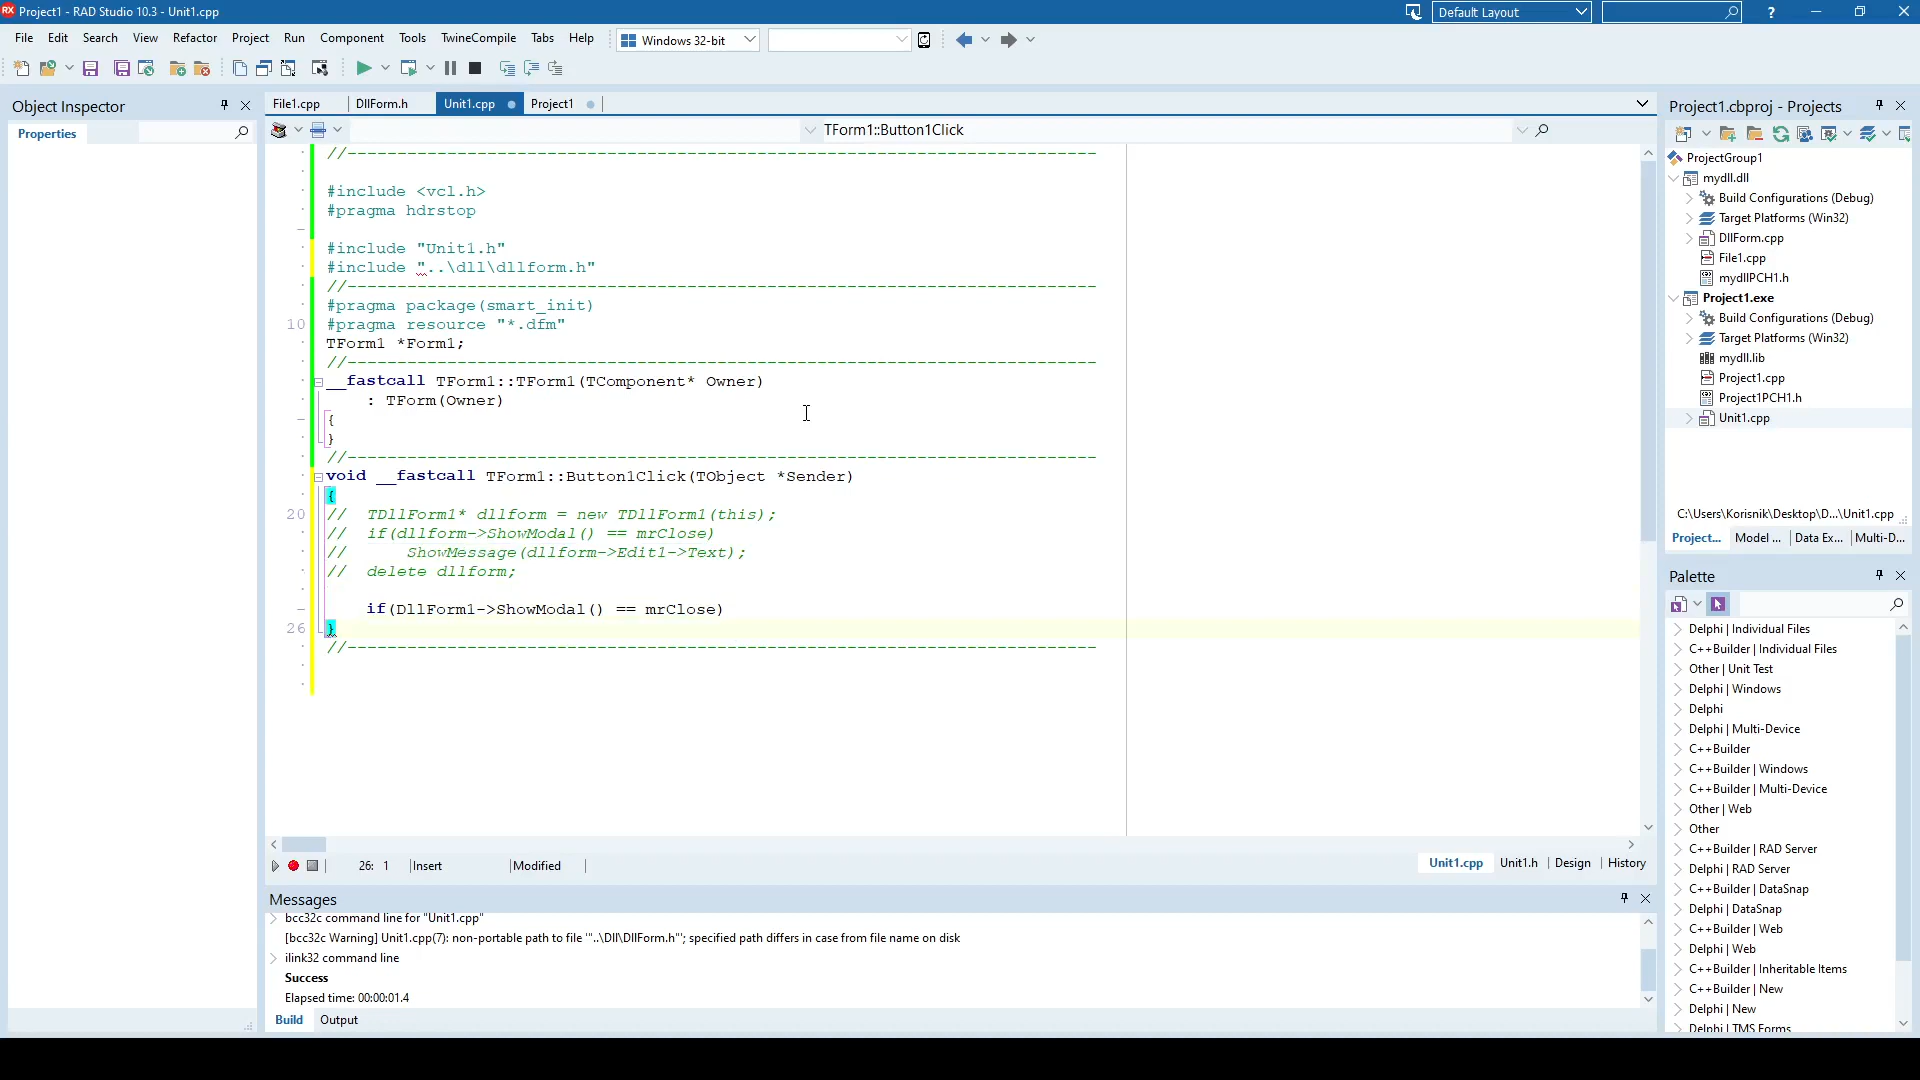 Project1 - RAD Studio 10.3 - Unit1.cpp
Default Layout
?
File Edit Search View Refactor Project Run Component Tools TwineCompile Tabs Help
Windows 32-bit
Object Inspector
Properties
File1.cpp DllForm.h Unit1.cpp Project1
TForm1::Button1Click
//---------------------------------------------------------------------------
#include <vcl.h>
#pragma hdrstop
#include "Unit1.h"
#include "..\dll\dllform.h"
//---------------------------------------------------------------------------
#pragma package(smart_init)
10 #pragma resource "*.dfm"
TForm1 *Form1;
//---------------------------------------------------------------------------
__fastcall TForm1::TForm1(TComponent* Owner)
: TForm(Owner)
{
}
//---------------------------------------------------------------------------
void __fastcall TForm1::Button1Click(TObject *Sender)
{
20 // TDllForm1* dllform = new TDllForm1(this);
// if(dllform->ShowModal() == mrClose)
// ShowMessage(dllform->Edit1->Text);
// delete dllform;
if(DllForm1->ShowModal() == mrClose)
26 }
//---------------------------------------------------------------------------
26: 1 Insert Modified
Unit1.cpp Unit1.h Design History
Messages
bcc32c command line for "Unit1.cpp"
[bcc32c Warning] Unit1.cpp(7): non-portable path to file '"..\Dll\DllForm.h"'; specified path differs in case from file name on disk
ilink32 command line
Success
Elapsed time: 00:00:01.4
Build Output
Project1.cbproj - Projects
ProjectGroup1
mydll.dll
Build Configurations (Debug)
Target Platforms (Win32)
DllForm.cpp
File1.cpp
mydllPCH1.h
Project1.exe
Build Configurations (Debug)
Target Platforms (Win32)
mydll.lib
Project1.cpp
Project1PCH1.h
Unit1.cpp
C:\Users\Korisnik\Desktop\D...\Unit1.cpp
Project... Model ... Data Ex... Multi-D...
Palette
Delphi | Individual Files
C++Builder | Individual Files
Other | Unit Test
Delphi | Windows
Delphi
Delphi | Multi-Device
C++Builder
C++Builder | Windows
C++Builder | Multi-Device
Other | Web
Other
C++Builder | RAD Server
Delphi | RAD Server
C++Builder | DataSnap
Delphi | DataSnap
C++Builder | Web
Delphi | Web
C++Builder | Inheritable Items
C++Builder | New
Delphi | New
Delphi | TMS Forms